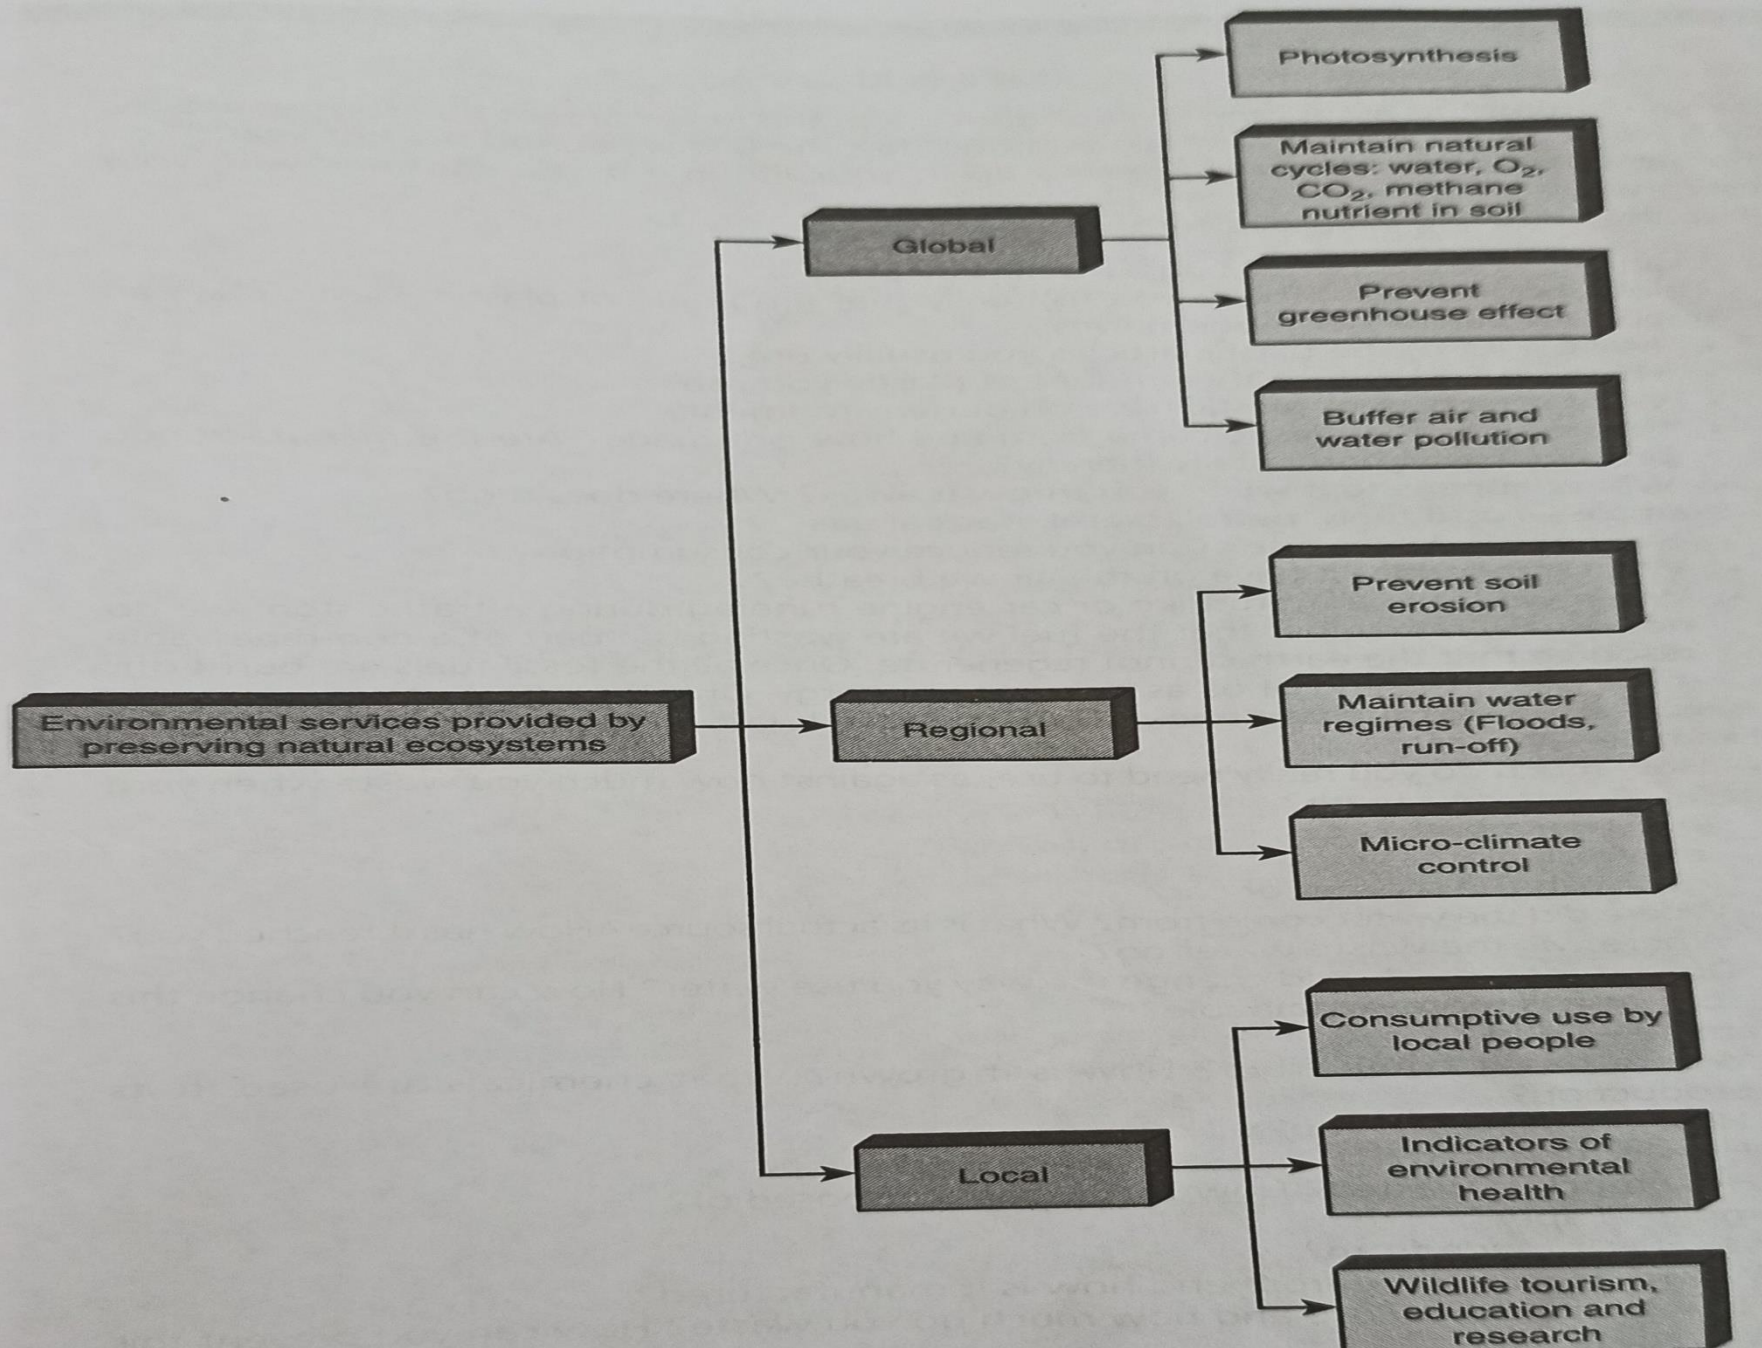 Photosynthesis
Maintain natural
cycles: water, O₂,
CO₂, methane
nutrient in soil
Global
Prevent
greenhouse effect
Buffer air and
water pollution
Prevent soil
erosion
Environmental services provided by
preserving natural ecosystems
Regional
Maintain water
regimes (Floods,
run-off)
Micro-climate
control
Consumptive use by
local people
Local
Indicators of
environmental
health
Wildlife tourism,
education and
research